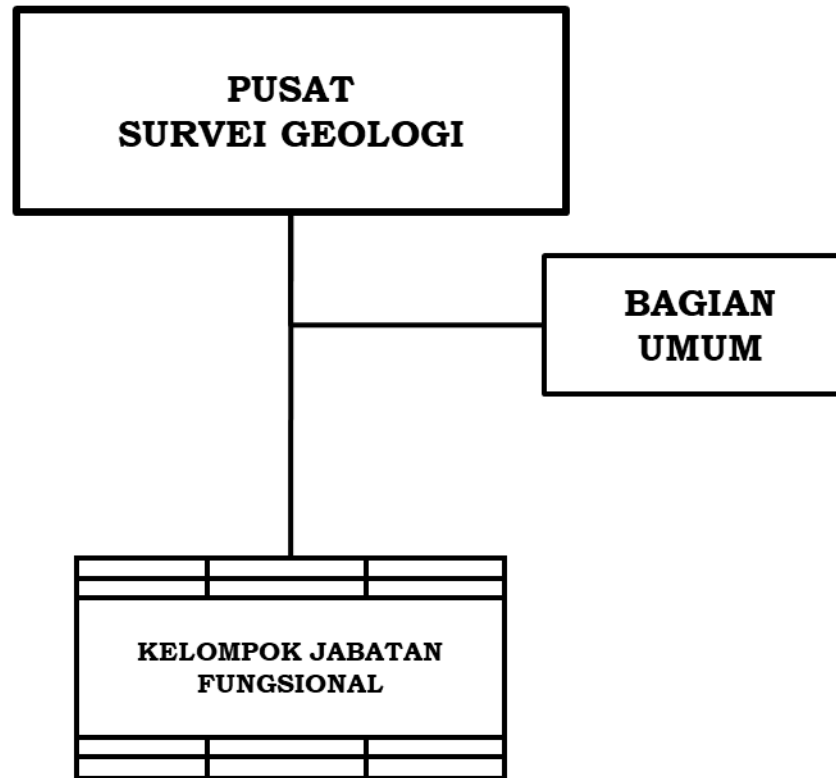 PUSAT
SURVEI GEOLOGI
BAGIAN
UMUM
KELOMPOK JABATAN
FUNGSIONAL